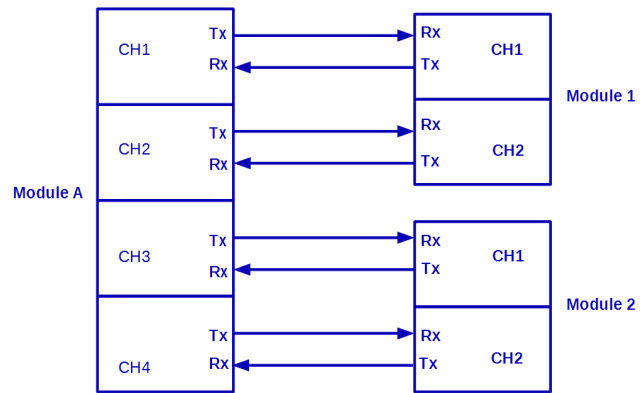 Tx
Rx
CH1
CH1
Rx
Tx
Module 1
Tx
Rx
CH2
Rx
Tx
CH2
Module A
Tx
Rx
CH3
CH1
Rx
Tx
Module 2
Tx
Rx
CH2
Rx
Tx
CH4